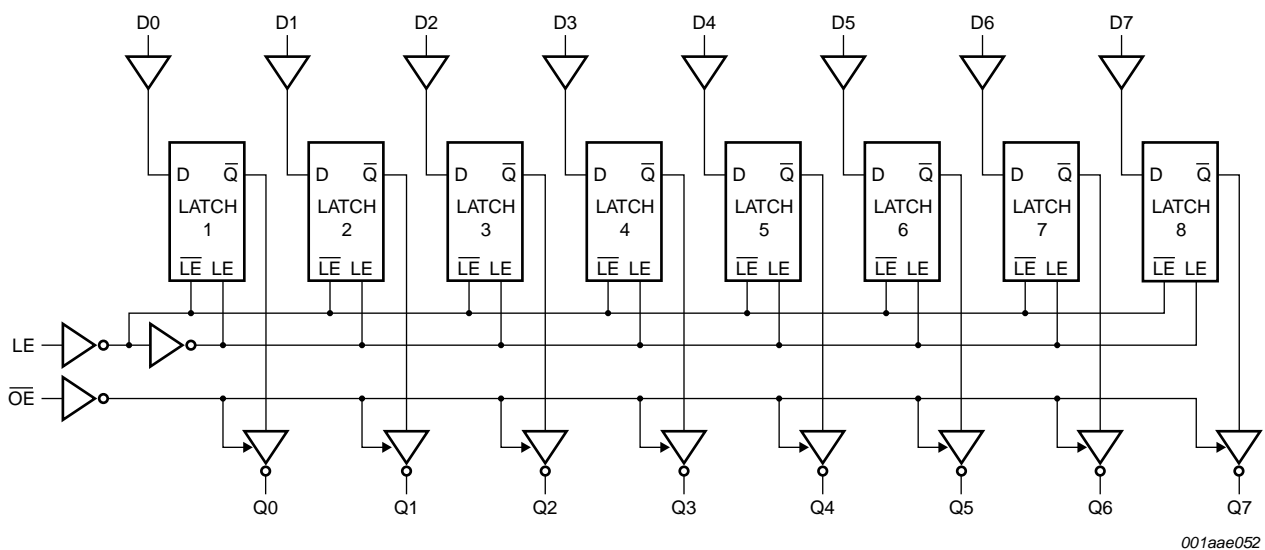 D0 D1 D2 D3 D4 D5 D6 D7
D Q̅ D Q̅ D Q̅ D Q̅ D Q̅ D Q̅ D Q̅ D Q̅
LATCH LATCH LATCH LATCH LATCH LATCH LATCH LATCH
1 2 3 4 5 6 7 8
L̅E̅ LE L̅E̅ LE L̅E̅ LE L̅E̅ LE L̅E̅ LE L̅E̅ LE L̅E̅ LE L̅E̅ LE
LE
O̅E̅
Q0 Q1 Q2 Q3 Q4 Q5 Q6 Q7
001aae052